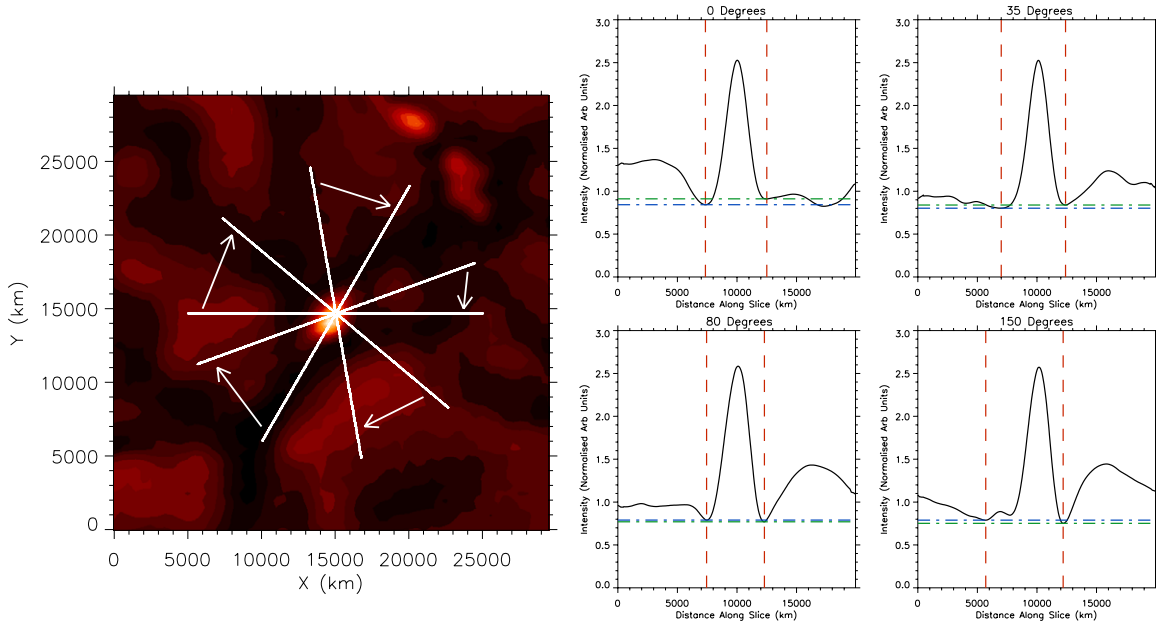 Y (km)
25000
20000
15000
10000
5000
0
0 5000 10000 15000 20000 25000
X (km)
0 Degrees
Intensity (Normalised Arb Units)
3.0
2.5
2.0
1.5
1.0
0.5
0.0
0 5000 10000 15000
Distance Along Slice (km)
35 Degrees
Intensity (Normalised Arb Units)
3.0
2.5
2.0
1.5
1.0
0.5
0.0
0 5000 10000 15000
Distance Along Slice (km)
80 Degrees
Intensity (Normalised Arb Units)
3.0
2.5
2.0
1.5
1.0
0.5
0.0
0 5000 10000 15000
Distance Along Slice (km)
150 Degrees
Intensity (Normalised Arb Units)
3.0
2.5
2.0
1.5
1.0
0.5
0.0
0 5000 10000 15000
Distance Along Slice (km)